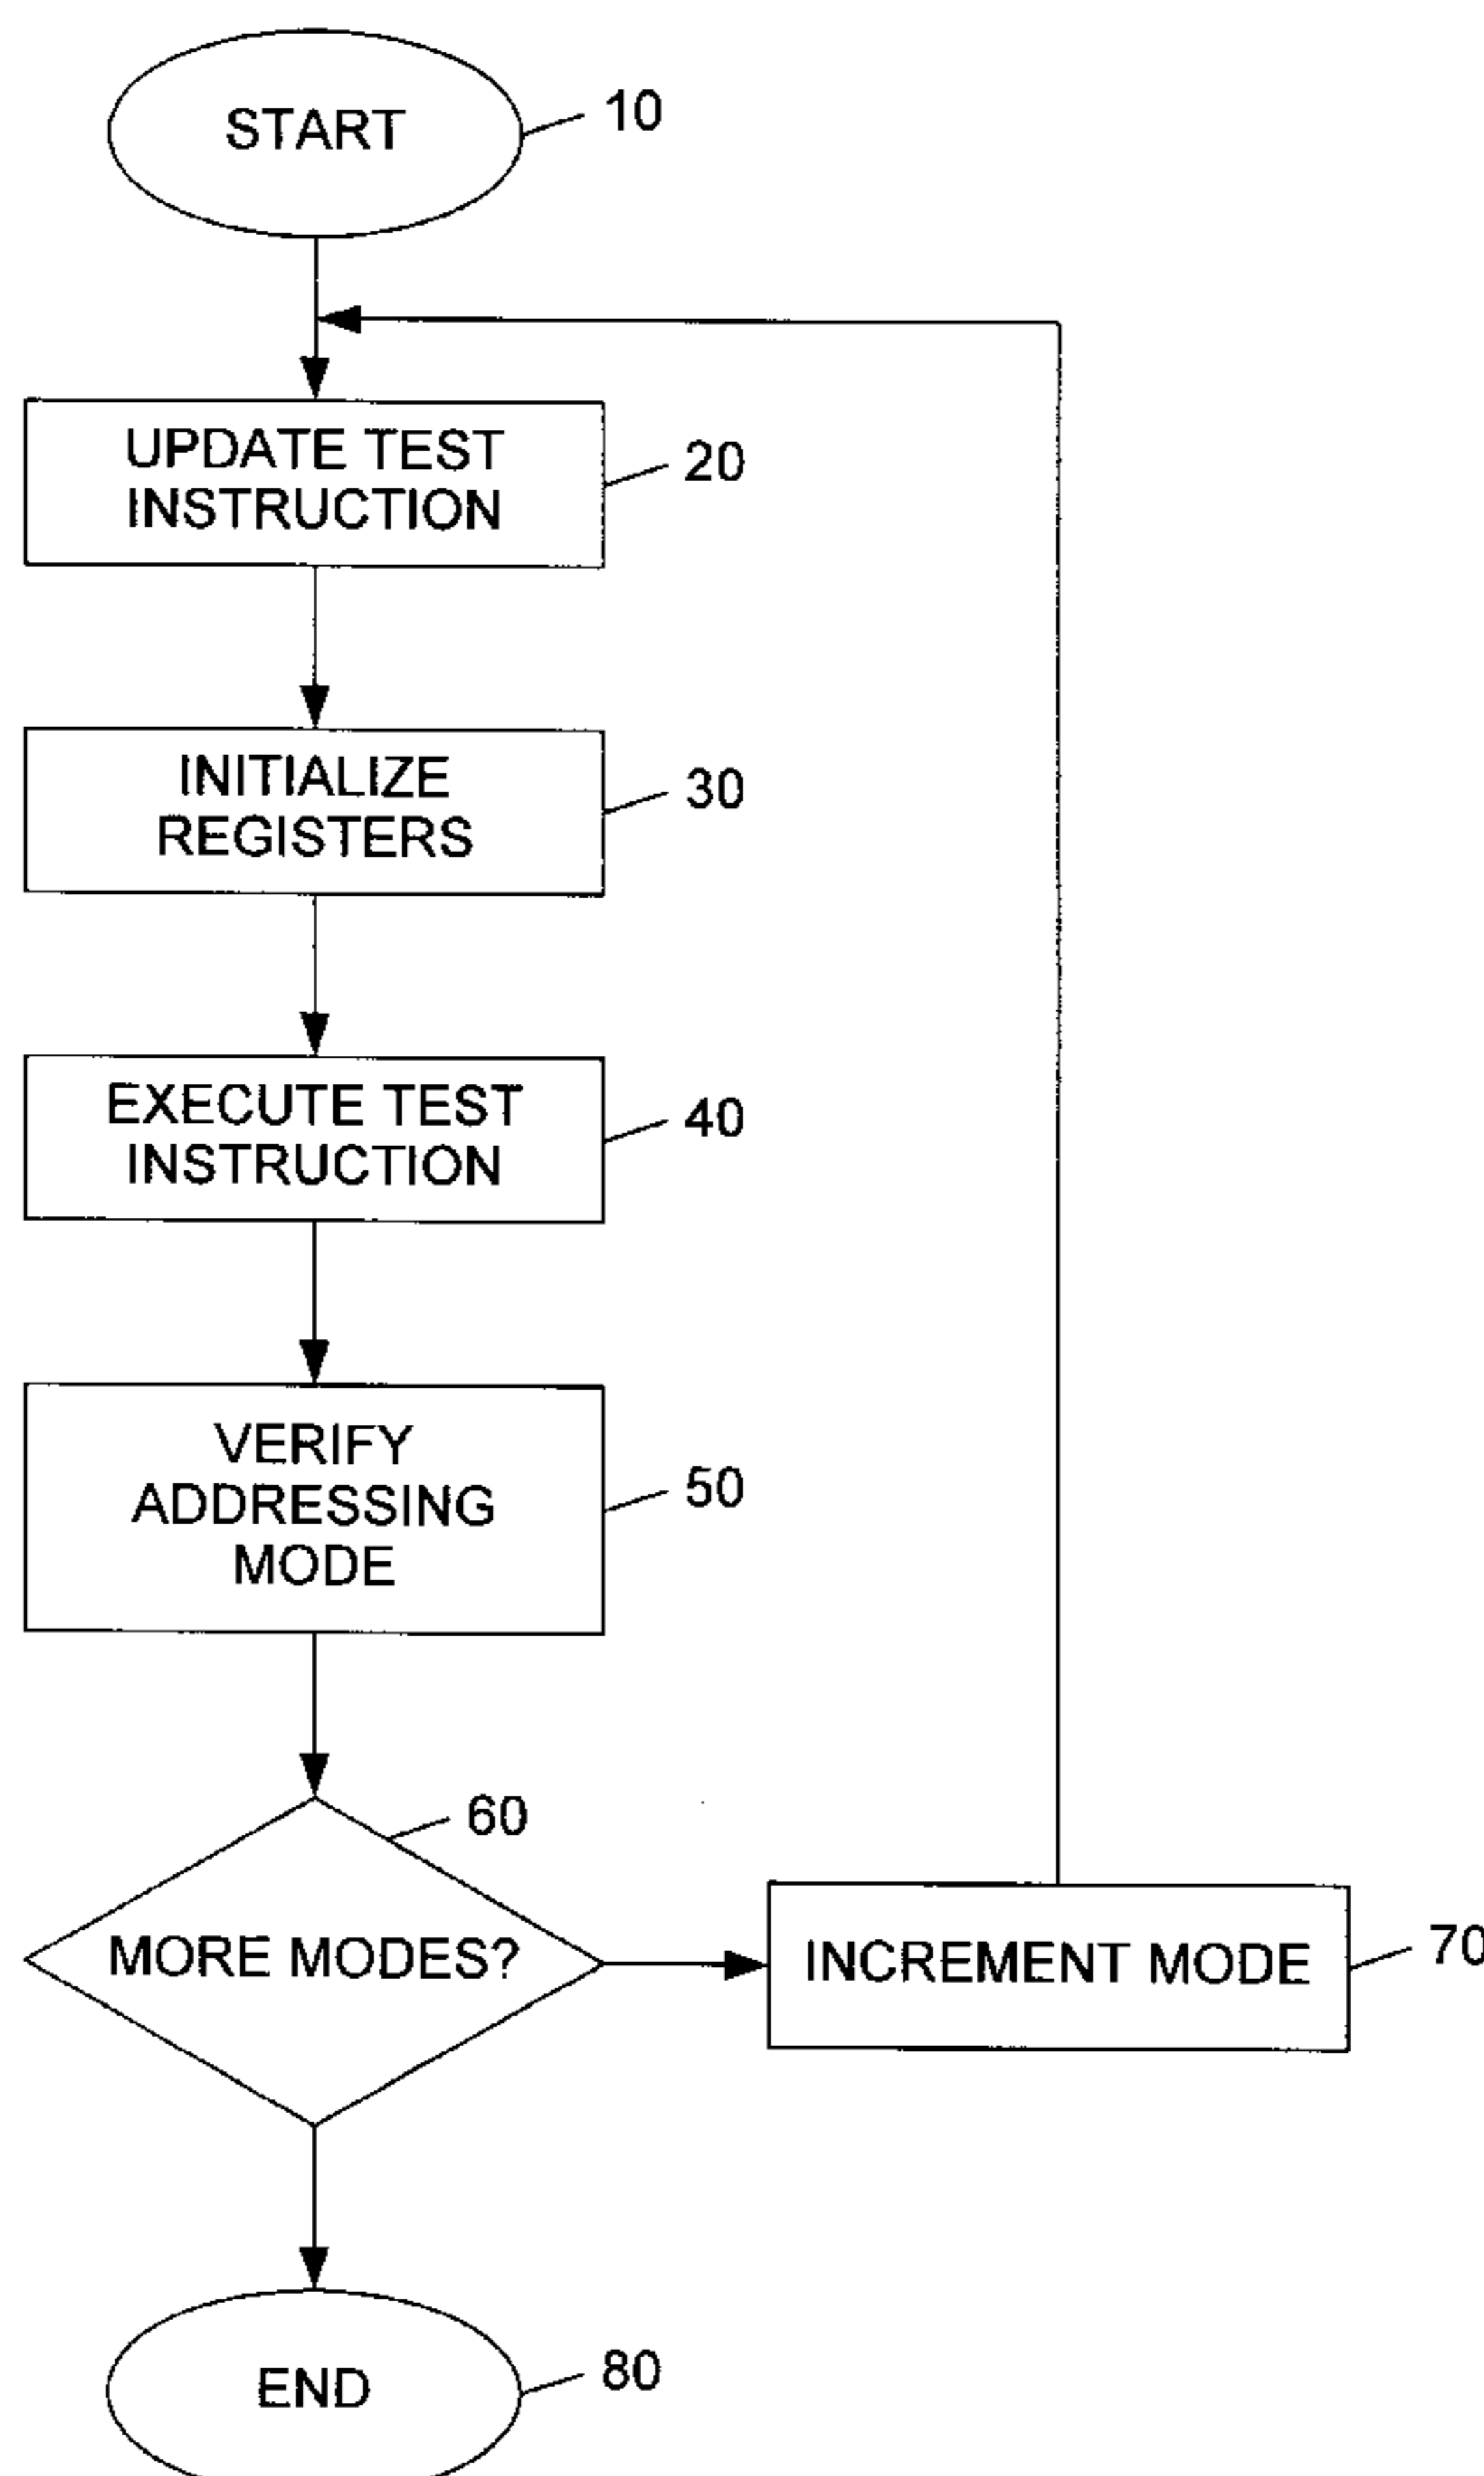 START
10
UPDATE TEST
INSTRUCTION
20
INITIALIZE
REGISTERS
30
EXECUTE TEST
INSTRUCTION
40
VERIFY
ADDRESSING
MODE
50
60
MORE MODES?
INCREMENT MODE
70
END
80